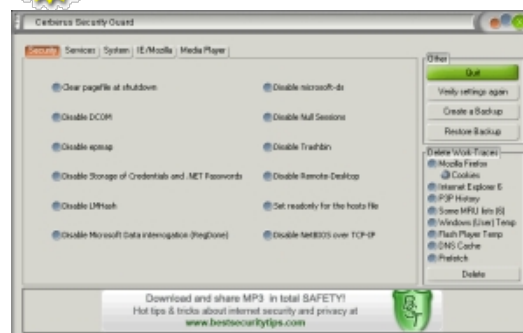 Cerberus Security Guard
Security Services System IE/Mozilla Media Player
Clear pagefile at shutdown
Disable microsoft-ds
Disable DCOM
Disable Null Sessions
Disable epmap
Disable Trashbin
Disable Storage of Credentials and .NET Passwords
Disable Remote Desktop
Disable LMHash
Set readonly for the hosts file
Disable Microsoft Data interrogation (RegDone)
Disable NetBIOS over TCP-IP
Other
Quit
Verify settings again
Create a Backup
Restore Backup
Delete Work Traces
Mozilla Firefox
Cookies
Internet Explorer 6
P3P History
Some MRU lists (6)
Windows (User) Temp
Flash Player Temp
DNS Cache
Prefetch
Delete
Download and share MP3 in total SAFETY!
Hot tips & tricks about internet security and privacy at
www.bestsecuritytips.com